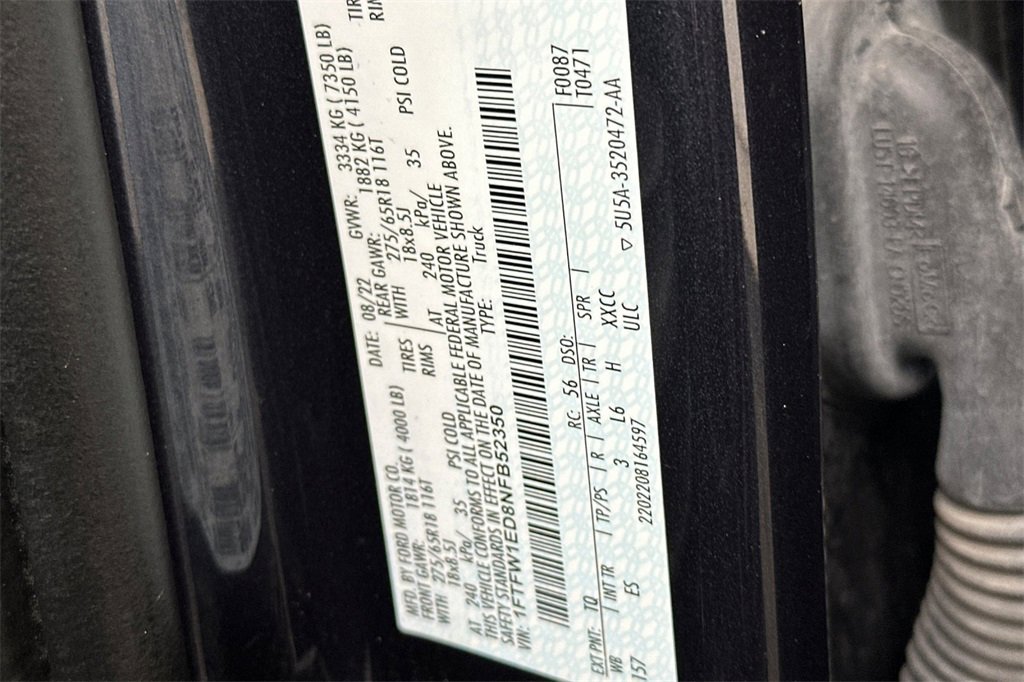 MFD. BY FORD MOTOR CO.
DATE: 08/22 GVWR: 3334 KG ( 7350 LB)
FRONT GAWR: 1814 KG ( 4000 LB)
REAR GAWR: 1882 KG ( 4150 LB)
WITH 275/65R18 116T TIRES
WITH 275/65R18 116T TIR
18x8.5J RIMS
18x8.5J RIM
AT 240 kPa/ 35 PSI COLD
AT 240 kPa/ 35 PSI COLD
THIS VEHICLE CONFORMS TO ALL APPLICABLE FEDERAL MOTOR VEHICLE
SAFETY STANDARDS IN EFFECT ON THE DATE OF MANUFACTURE SHOWN ABOVE.
VIN: 1FTFW1ED8NFB52350 TYPE: Truck
F0087
T0471
EXT PNT: TQ RC: 56 DSO:
WB INT TR TP/PS R AXLE TR SPR
157 ES 3 L6 H XXCC
2202208164597 ULC ▽ 5U5A-3520472-AA